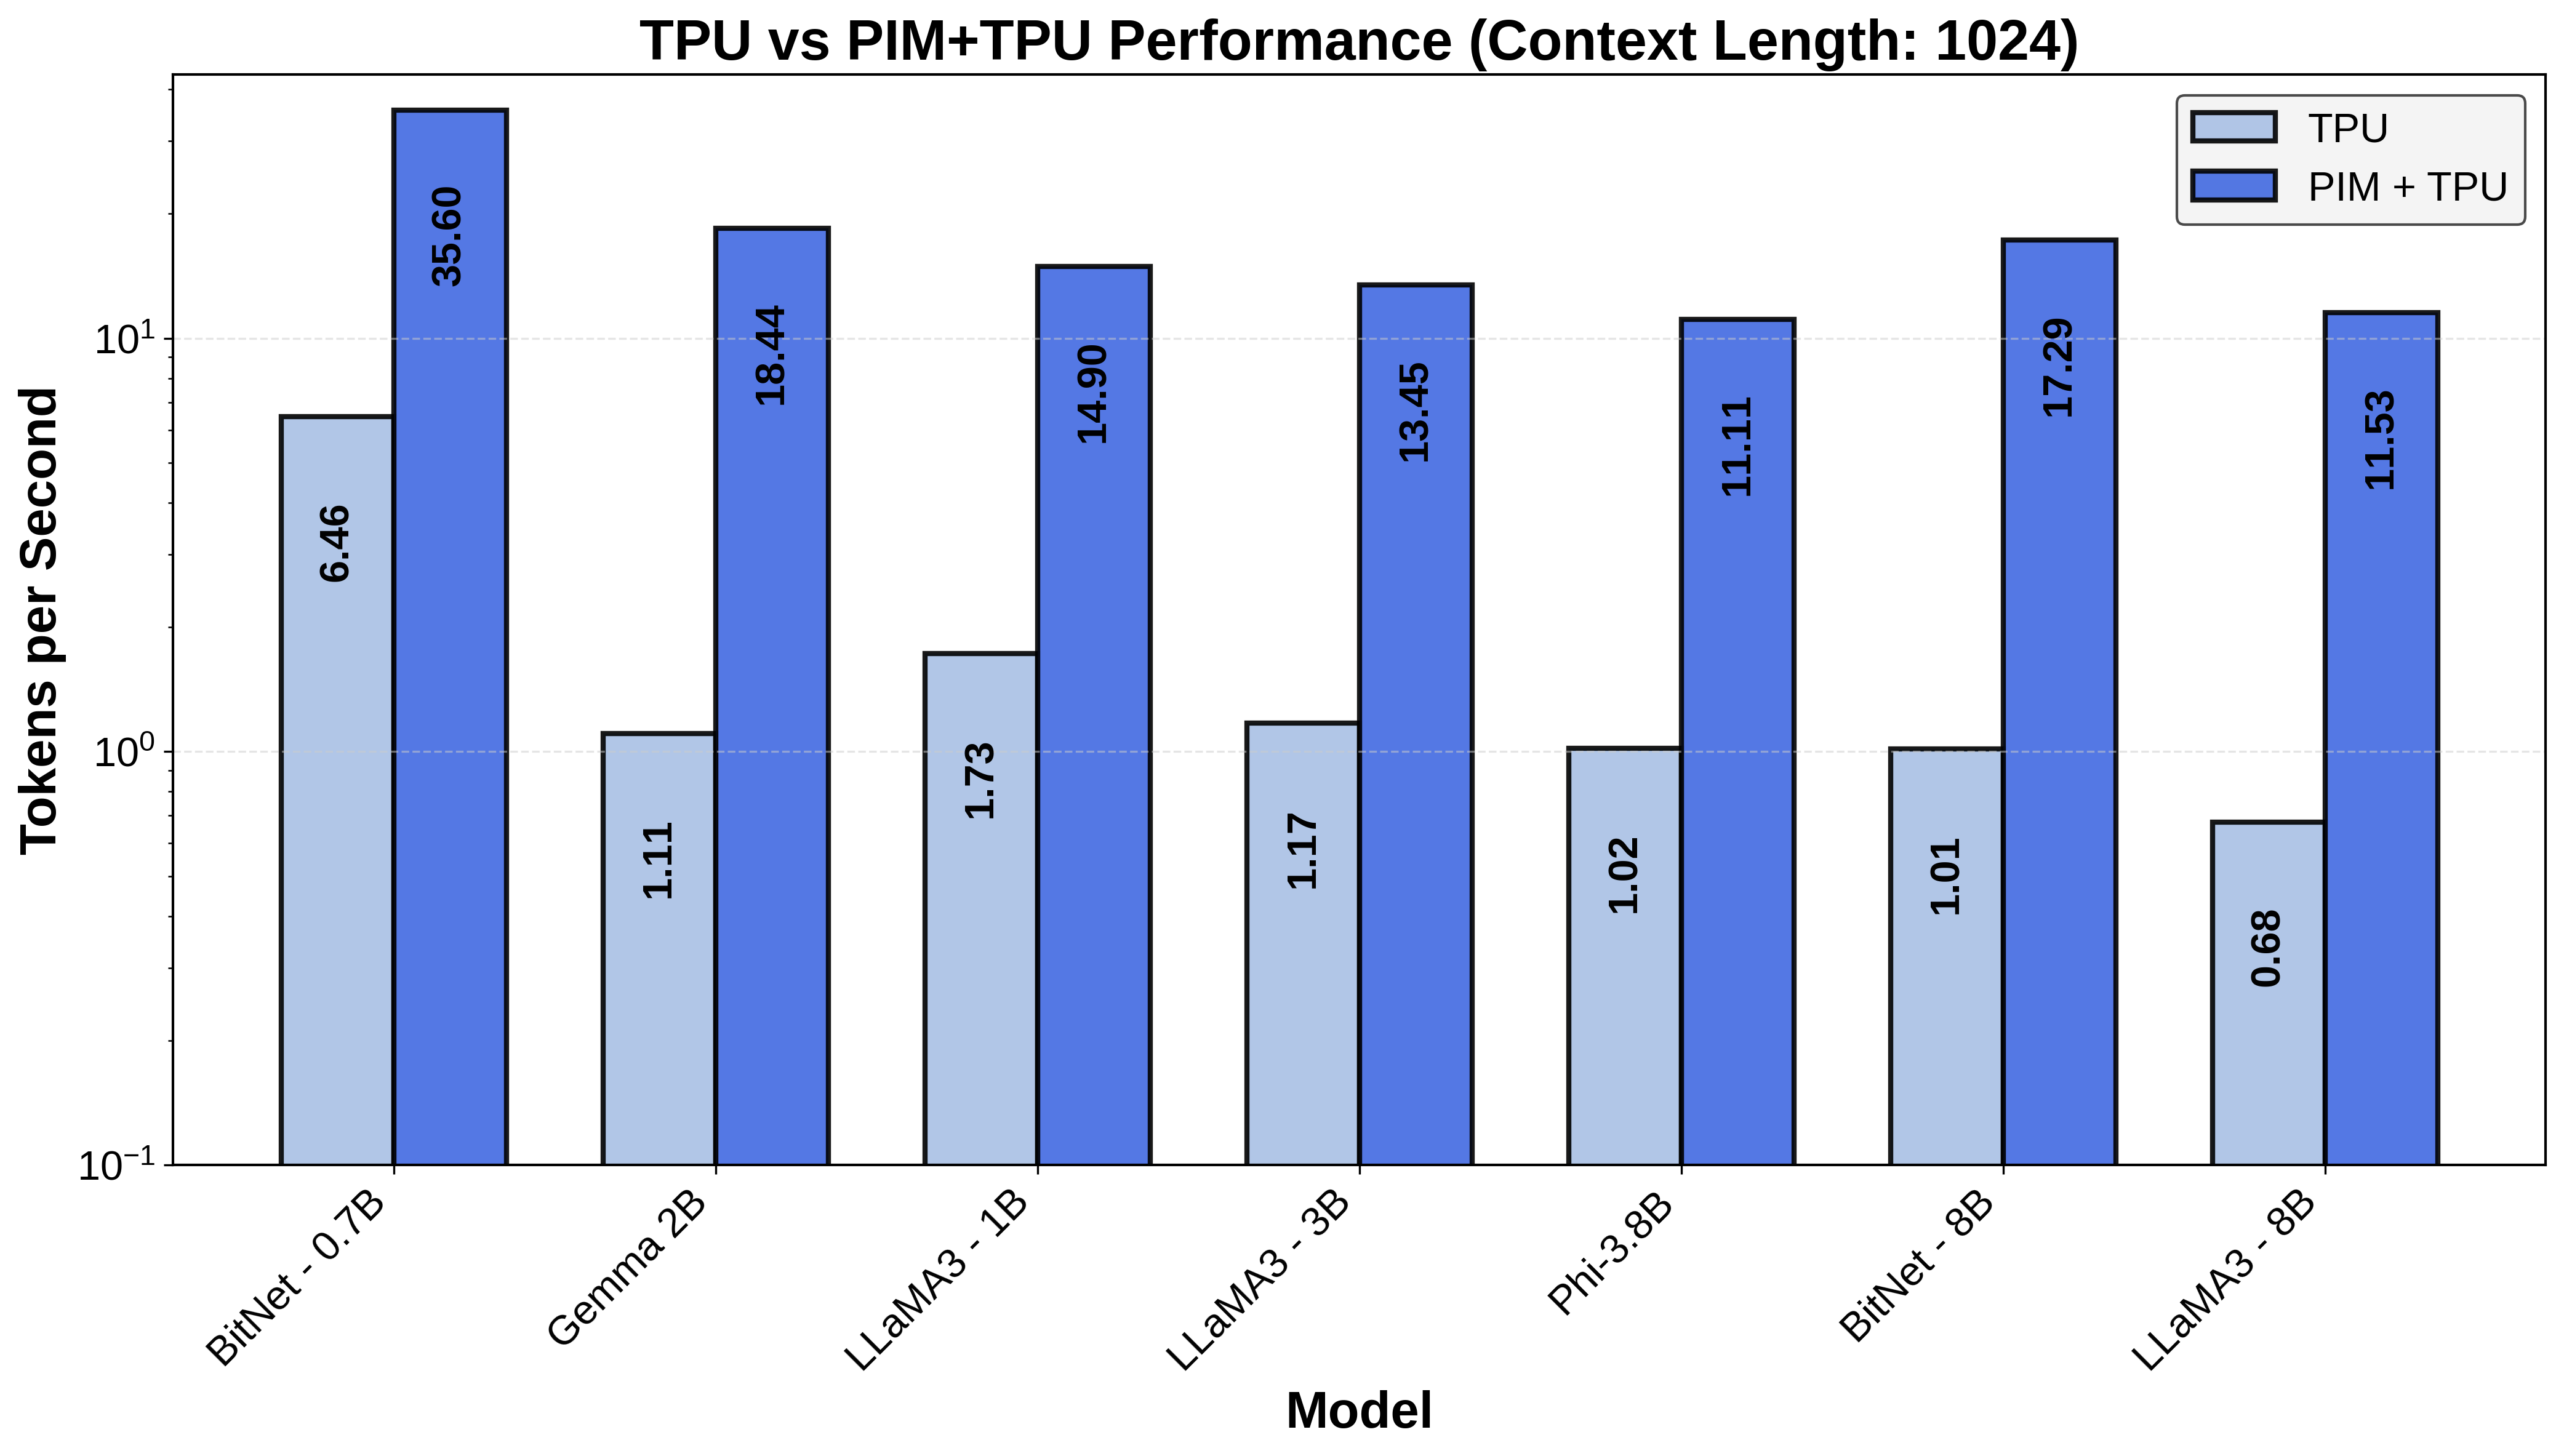 TPU vs PIM+TPU Performance (Context Length: 1024)
TPU
PIM + TPU
Tokens per Second
10¹
10⁰
10⁻¹
6.46
35.60
1.11
18.44
1.73
14.90
1.17
13.45
1.02
11.11
1.01
17.29
0.68
11.53
BitNet - 0.7B
Gemma 2B
LLaMA3 - 1B
LLaMA3 - 3B
Phi-3.8B
BitNet - 8B
LLaMA3 - 8B
Model